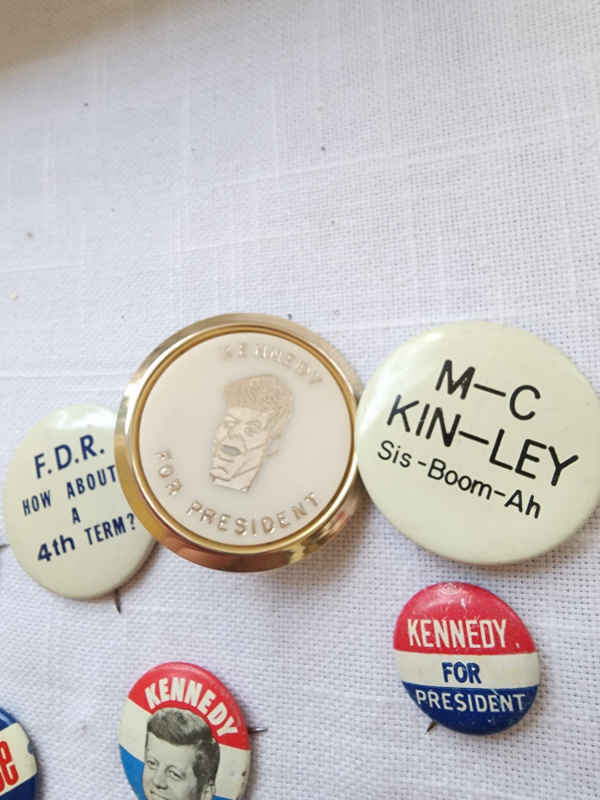 F.D.R.
HOW ABOUT
A
4th TERM?
KENNEDY
FOR PRESIDENT
M-C
KIN-LEY
Sis-Boom-Ah
KENNEDY
FOR
PRESIDENT
KENNEDY